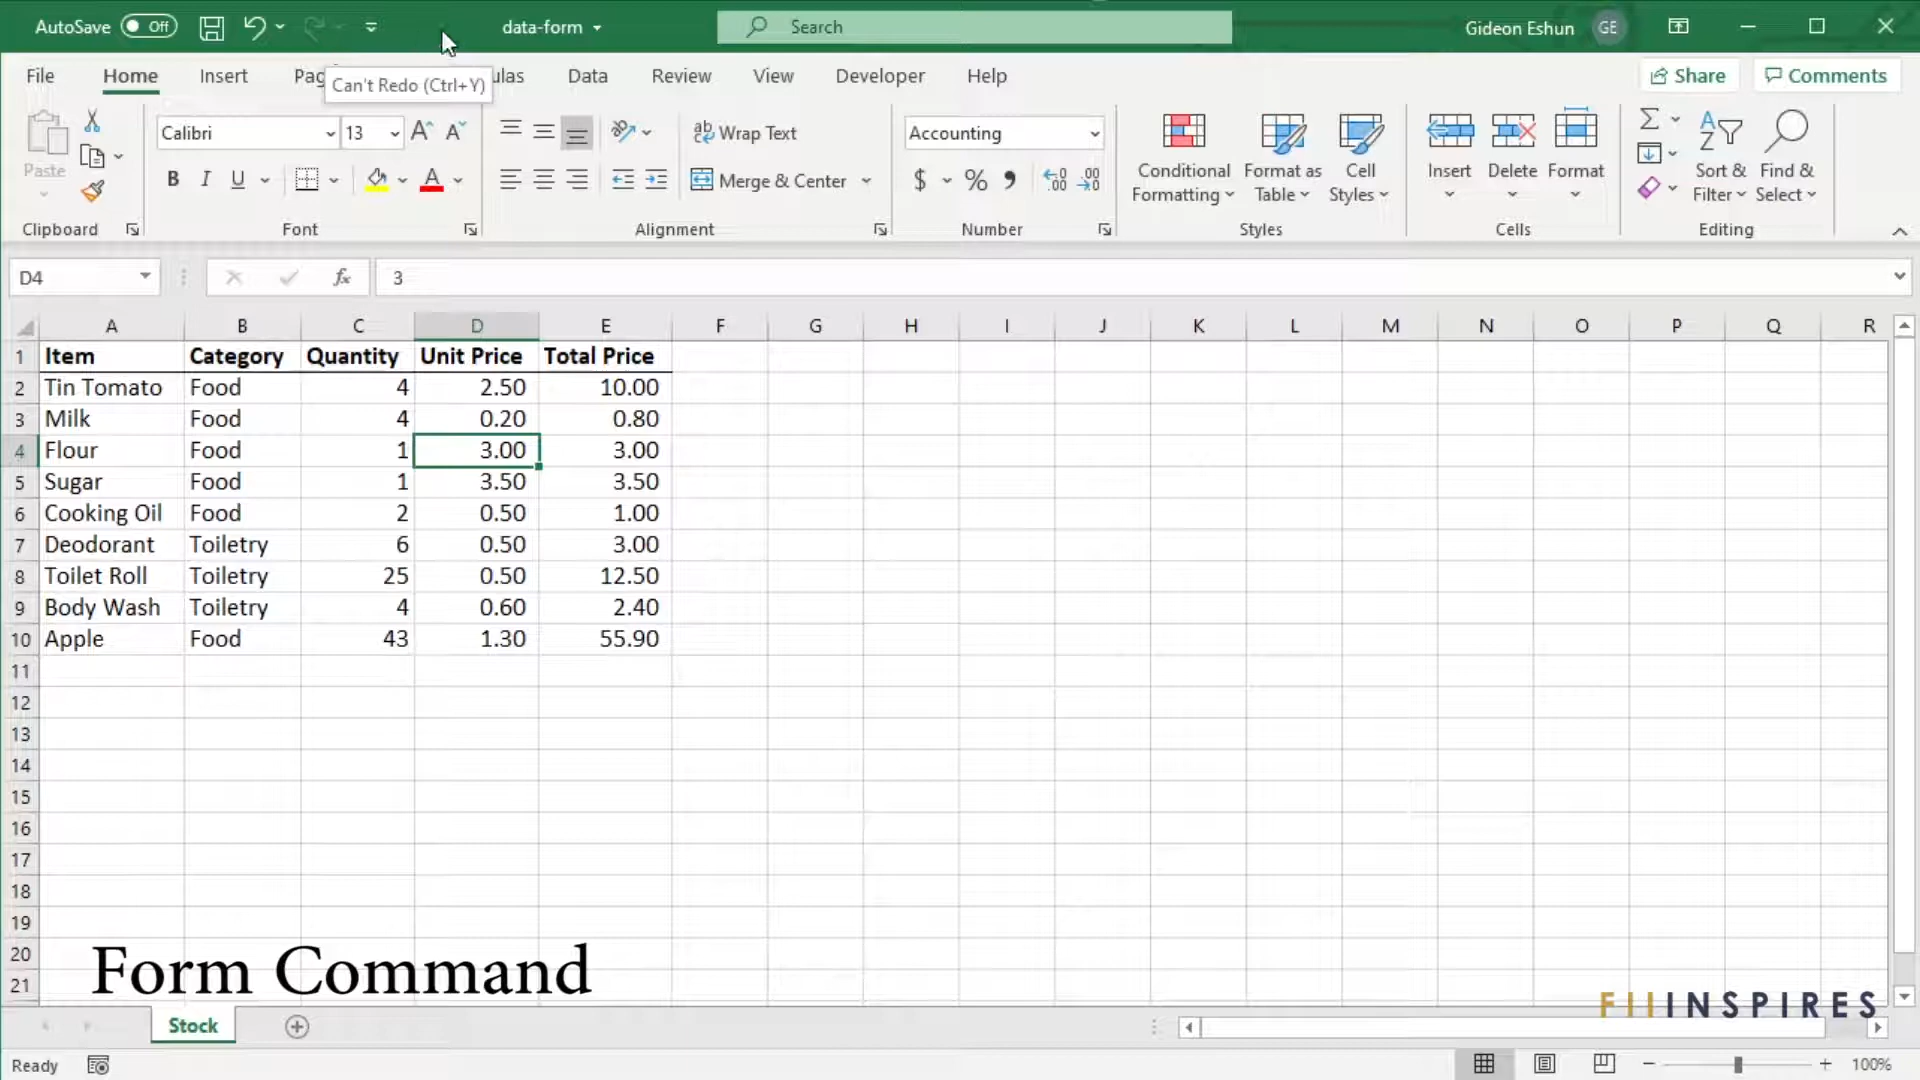 AutoSave Off data-form Search Gideon Eshun GE
File Home Insert Pag ulas Data Review View Developer Help Share Comments
Can't Redo (Ctrl+Y)
Paste Calibri 13 Wrap Text Accounting Conditional Formatting Format as Table Cell Styles Insert Delete Format Sort & Filter Find & Select
B I U Merge & Center $ % 9
Clipboard Font Alignment Number Styles Cells Editing
D4 fx 3
A B C D E F G H I J K L M N O P Q R
1 Item Category Quantity Unit Price Total Price
2 Tin Tomato Food 4 2.50 10.00
3 Milk Food 4 0.20 0.80
4 Flour Food 1 3.00 3.00
5 Sugar Food 1 3.50 3.50
6 Cooking Oil Food 2 0.50 1.00
7 Deodorant Toiletry 6 0.50 3.00
8 Toilet Roll Toiletry 25 0.50 12.50
9 Body Wash Toiletry 4 0.60 2.40
10 Apple Food 43 1.30 55.90
11
12
13
14
15
16
17
18
19
20
21
Form Command
FIIINSPIRES
Stock
Ready 100%